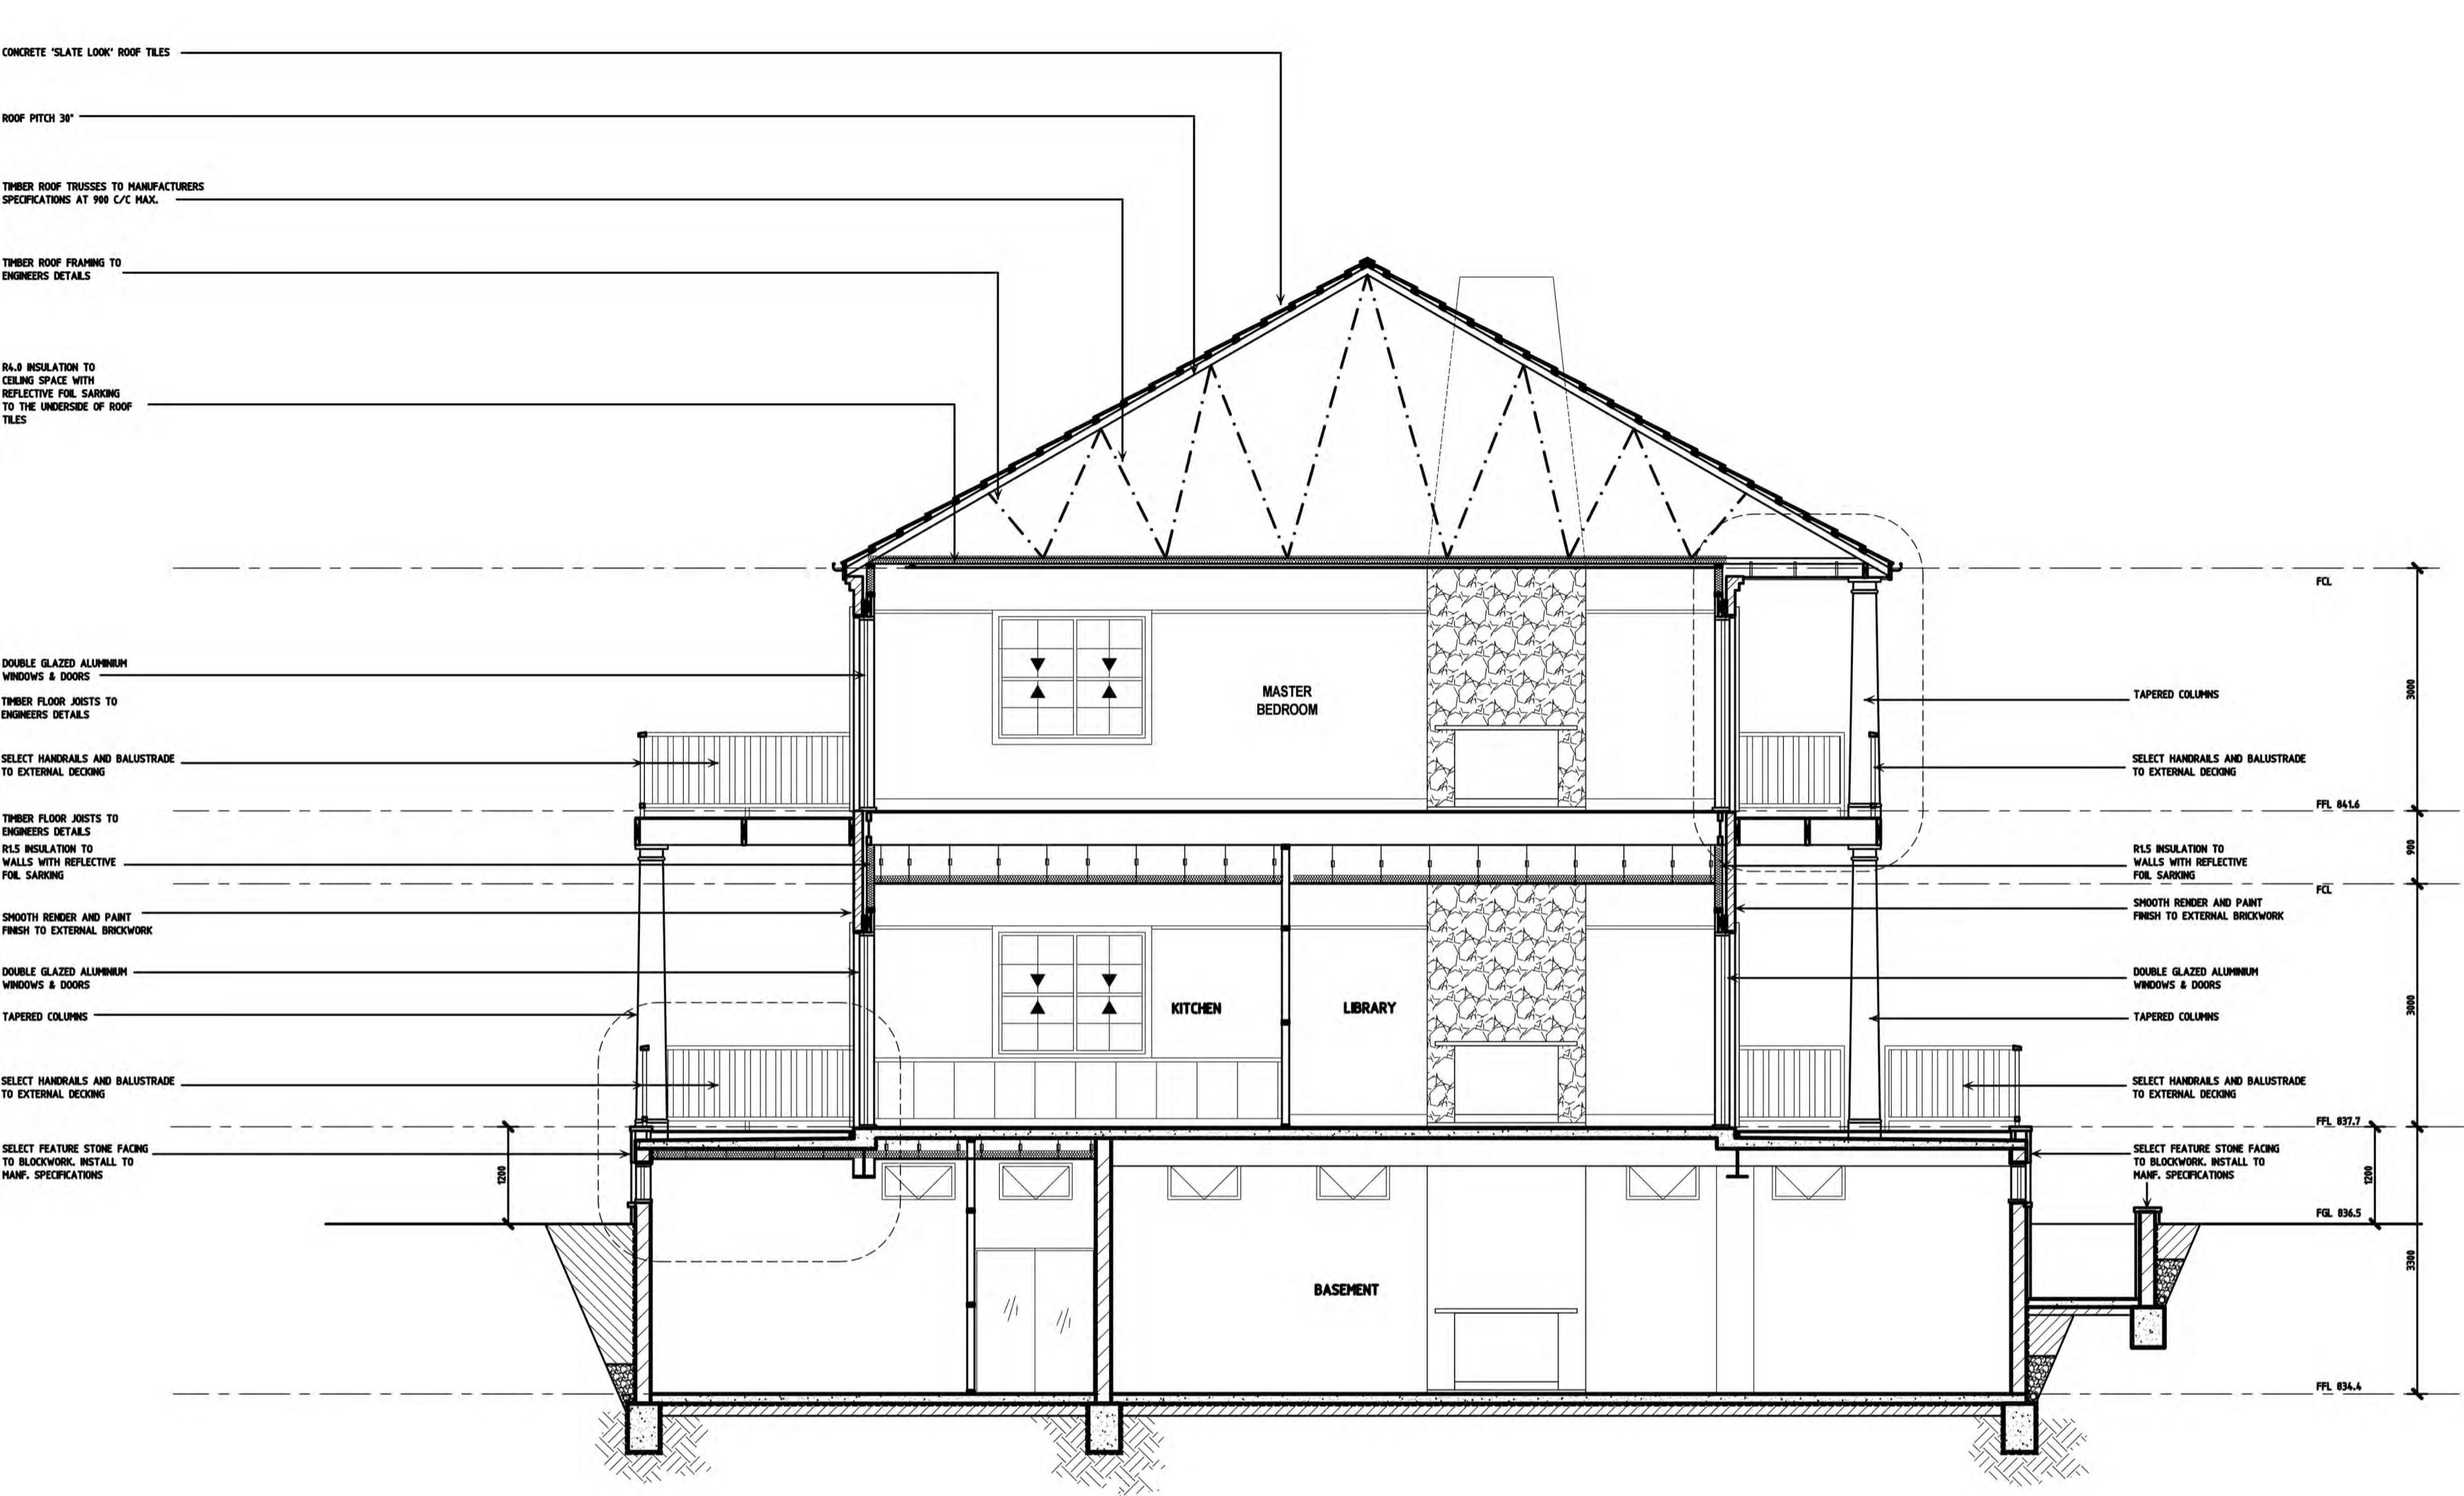 CONCRETE 'SLATE LOOK' ROOF TILES
ROOF PITCH 30°
TIMBER ROOF TRUSSES TO MANUFACTURERS
SPECIFICATIONS AT 900 C/C MAX.
TIMBER ROOF FRAMING TO
ENGINEERS DETAILS
R4.0 INSULATION TO
CEILING SPACE WITH
REFLECTIVE FOIL SARKING
TO THE UNDERSIDE OF ROOF
TILES
DOUBLE GLAZED ALUMINIUM
WINDOWS & DOORS
TIMBER FLOOR JOISTS TO
ENGINEERS DETAILS
SELECT HANDRAILS AND BALUSTRADE
TO EXTERNAL DECKING
TIMBER FLOOR JOISTS TO
ENGINEERS DETAILS
R1.5 INSULATION TO
WALLS WITH REFLECTIVE
FOIL SARKING
SMOOTH RENDER AND PAINT
FINISH TO EXTERNAL BRICKWORK
DOUBLE GLAZED ALUMINIUM
WINDOWS & DOORS
TAPERED COLUMNS
SELECT HANDRAILS AND BALUSTRADE
TO EXTERNAL DECKING
SELECT FEATURE STONE FACING
TO BLOCKWORK. INSTALL TO
MANF. SPECIFICATIONS
1200
MASTER
BEDROOM
KITCHEN
LIBRARY
BASEMENT
TAPERED COLUMNS
SELECT HANDRAILS AND BALUSTRADE
TO EXTERNAL DECKING
R1.5 INSULATION TO
WALLS WITH REFLECTIVE
FOIL SARKING
SMOOTH RENDER AND PAINT
FINISH TO EXTERNAL BRICKWORK
DOUBLE GLAZED ALUMINIUM
WINDOWS & DOORS
TAPERED COLUMNS
SELECT HANDRAILS AND BALUSTRADE
TO EXTERNAL DECKING
SELECT FEATURE STONE FACING
TO BLOCKWORK. INSTALL TO
MANF. SPECIFICATIONS
FCL
3000
FFL 841.6
900
FCL
3000
FFL 837.7
1200
FGL 836.5
3300
FFL 834.4